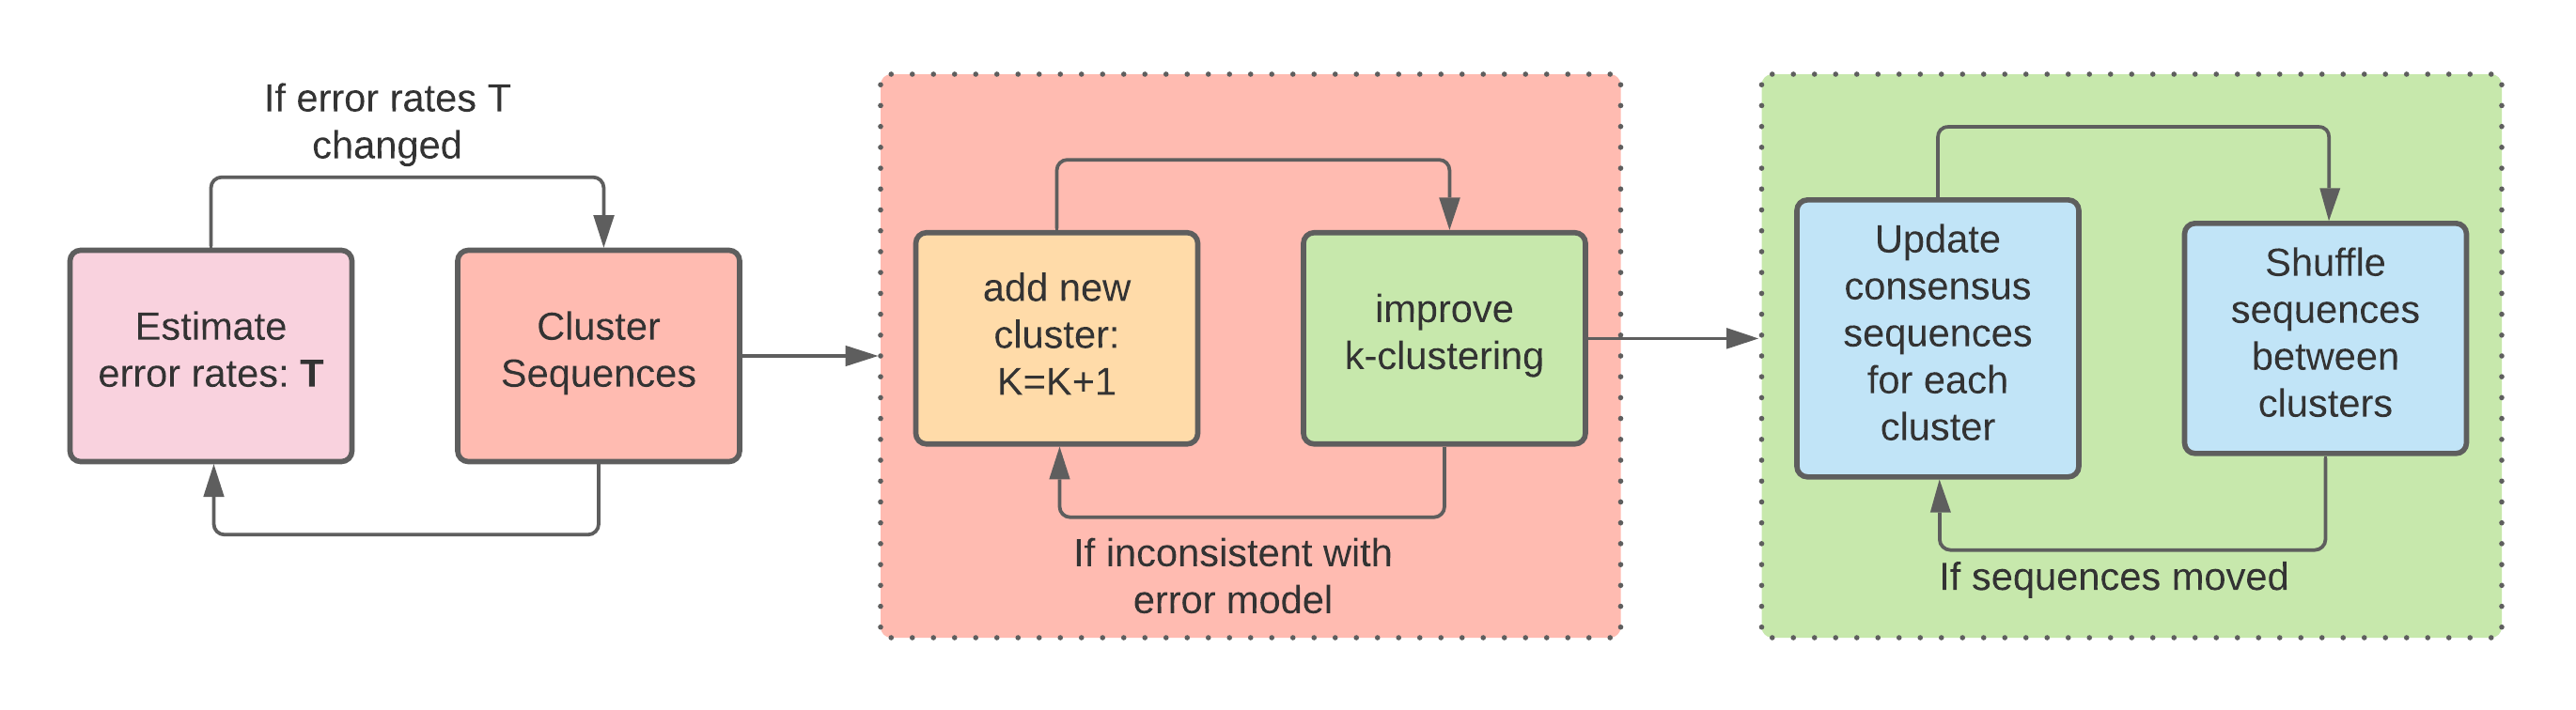 If error rates T
changed
Estimate
error rates: T
Cluster
Sequences
add new
cluster:
K=K+1
improve
k-clustering
If inconsistent with
error model
Update
consensus
sequences
for each
cluster
Shuffle
sequences
between
clusters
If sequences moved